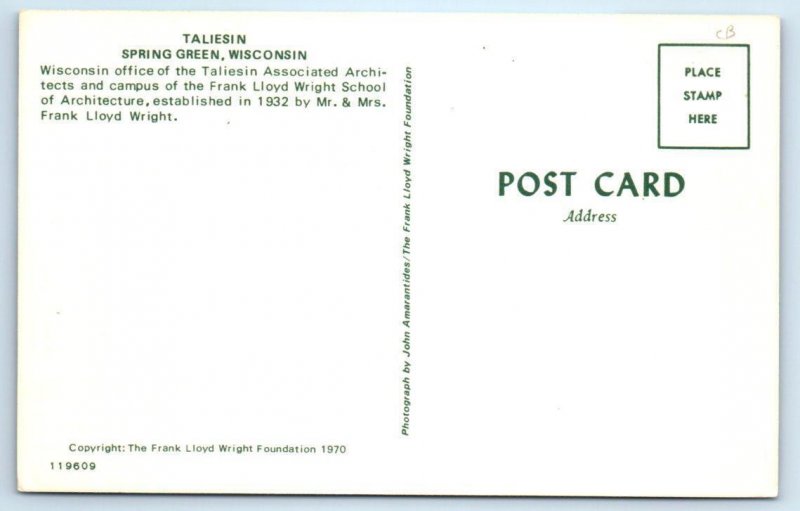 TALIESIN
SPRING GREEN, WISCONSIN
Wisconsin office of the Taliesin Associated Archi-
tects and campus of the Frank Lloyd Wright School
of Architecture, established in 1932 by Mr. & Mrs.
Frank Lloyd Wright.
Copyright: The Frank Lloyd Wright Foundation 1970
119609
Photograph by John Amarantides/The Frank Lloyd Wright Foundation
CB
PLACE
STAMP
HERE
POST CARD
Address